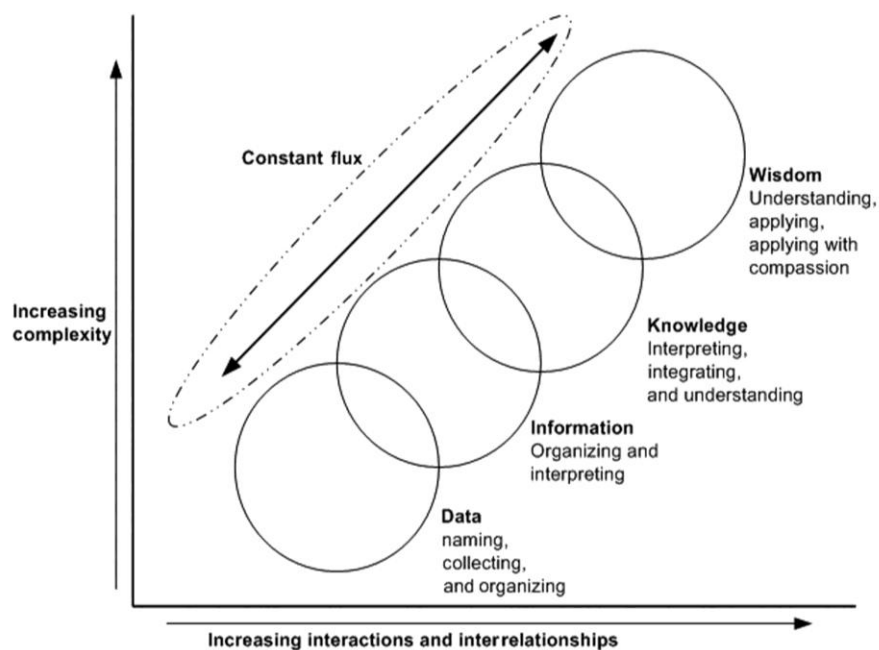 Constant flux
Wisdom
Understanding,
applying,
applying with
compassion
Increasing
complexity
Knowledge
Interpreting,
integrating,
and understanding
Information
Organizing and
interpreting
Data
naming,
collecting,
and organizing
Increasing interactions and interrelationships